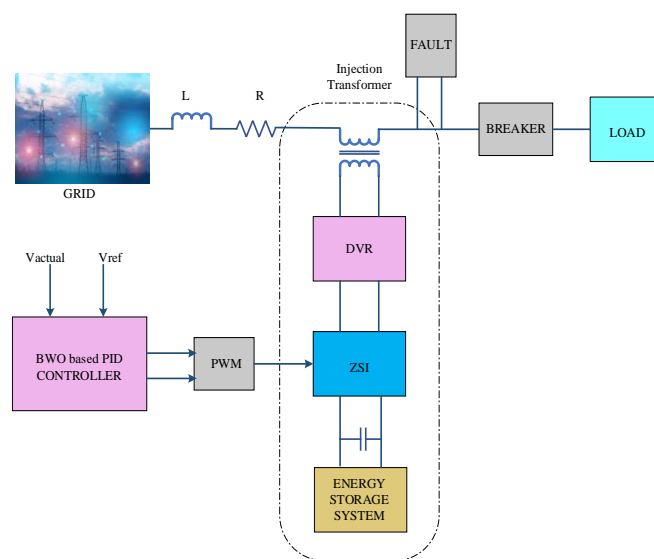 FAULT
Injection
Transformer
L
R
BREAKER
LOAD
GRID
DVR
Vactual
Vref
BWO based PID
CONTROLLER
PWM
ZSI
ENERGY
STORAGE
SYSTEM